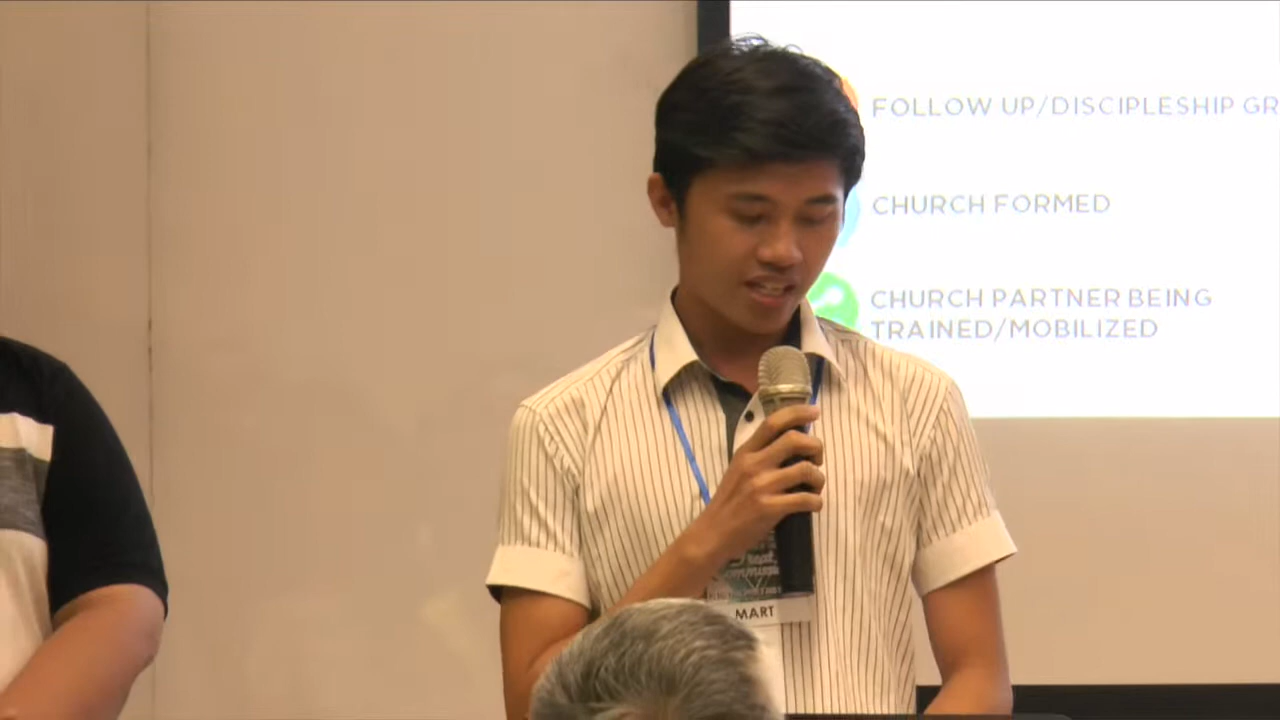 FOLLOW UP/DISCIPLESHIP GR
CHURCH FORMED
CHURCH PARTNER BEING
TRAINED/MOBILIZED
MART